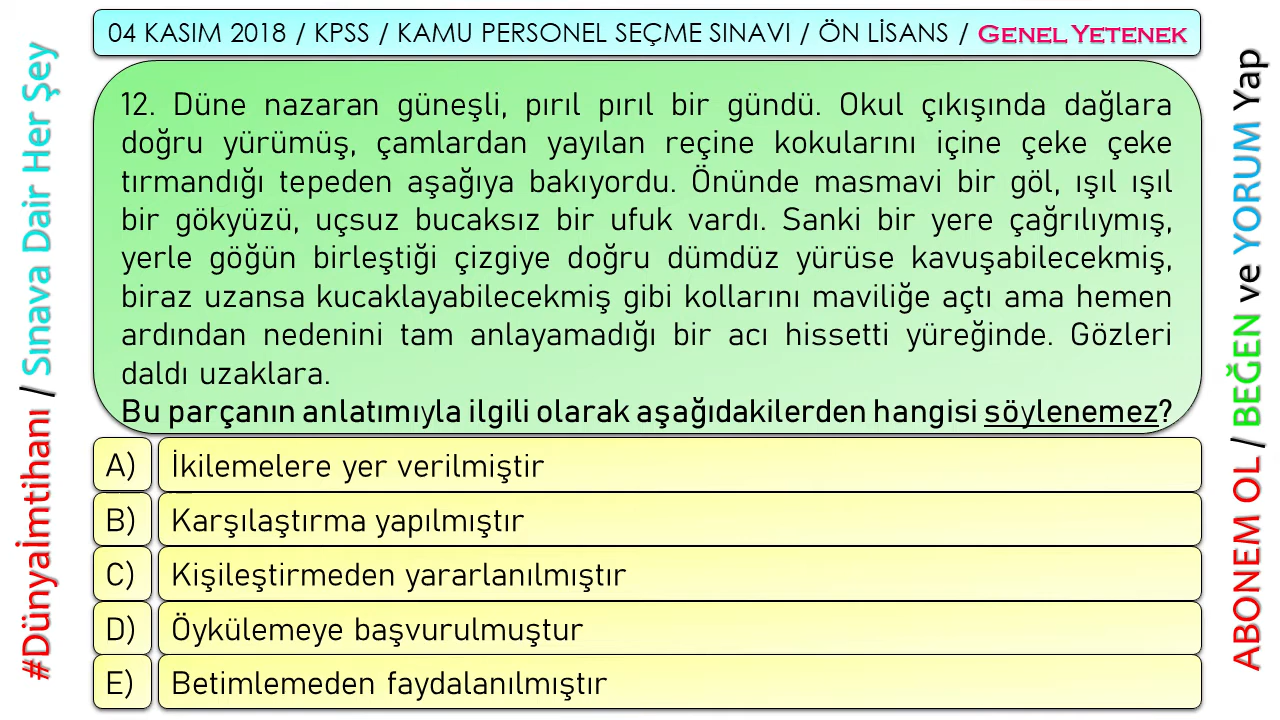 04 KASIM 2018 / KPSS / KAMU PERSONEL SEÇME SINAVI / ÖN LİSANS / GENEL YETENEK
#Dünyaİmtihanı / Sınava Dair Her Şey
12. Düne nazaran güneşli, pırıl pırıl bir gündü. Okul çıkışında dağlara
doğru yürümüş, çamlardan yayılan reçine kokularını içine çeke çeke
tırmandığı tepeden aşağıya bakıyordu. Önünde masmavi bir göl, ışıl ışıl
bir gökyüzü, uçsuz bucaksız bir ufuk vardı. Sanki bir yere çağrılıymış,
yerle göğün birleştiği çizgiye doğru dümdüz yürüse kavuşabilecekmiş,
biraz uzansa kucaklayabilecekmiş gibi kollarını maviliğe açtı ama hemen
ardından nedenini tam anlayamadığı bir acı hissetti yüreğinde. Gözleri
daldı uzaklara.
Bu parçanın anlatımıyla ilgili olarak aşağıdakilerden hangisi söylenemez?
A) İkilemelere yer verilmiştir
B) Karşılaştırma yapılmıştır
C) Kişileştirmeden yararlanılmıştır
D) Öykülemeye başvurulmuştur
E) Betimlemeden faydalanılmıştır
ABONEM OL / BEĞEN ve YORUM Yap